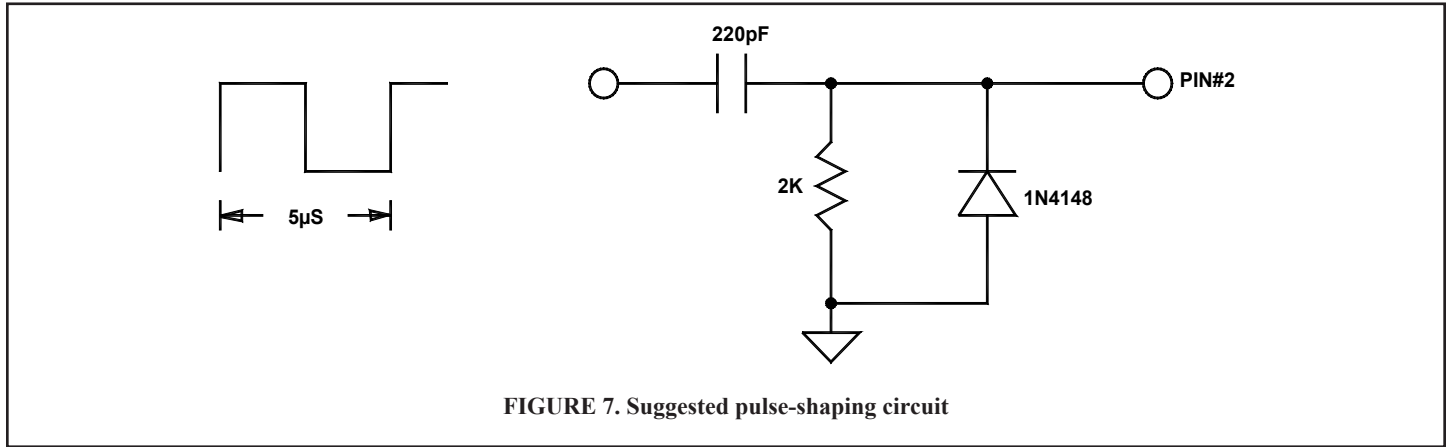 220pF
PIN#2
2K
1N4148
5µS
FIGURE 7. Suggested pulse-shaping circuit